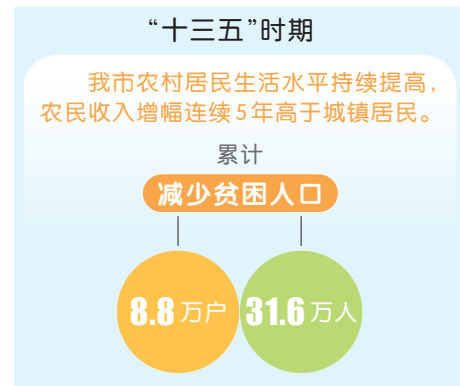 “十三五”时期
我市农村居民生活水平持续提高，
农民收入增幅连续5年高于城镇居民。
累计
减少贫困人口
8.8万户 31.6万人